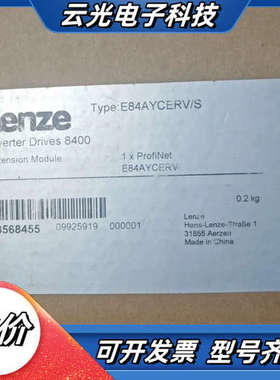 云光电子科技
Type:E84AYCERV/S
enze
verter Drives 8400
tension Module
1 x ProfiNet
E84AYCERV
0.2 kg
3568455
09925919
000001
Lenze
Hans-Lenze-Straße 1
31855 Aerzen
Made in China
价
可开发票 型号齐